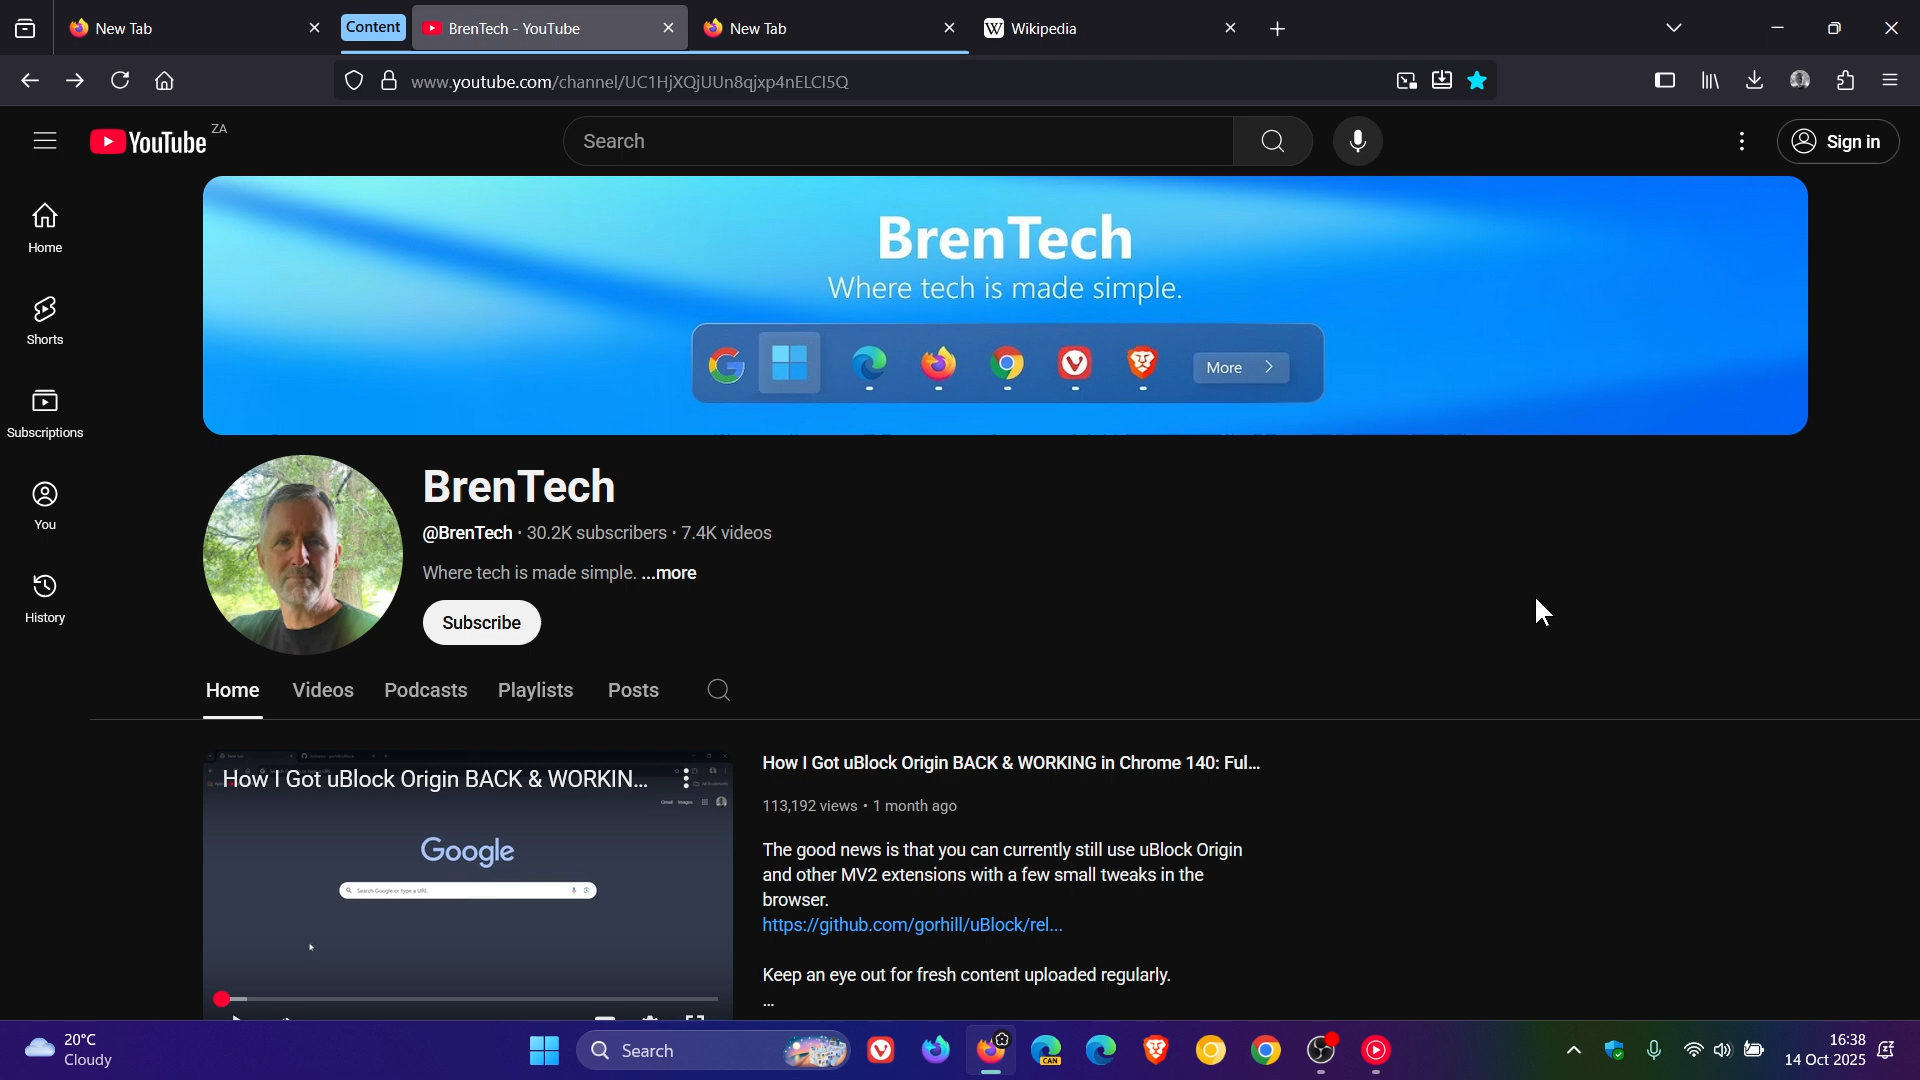 New Tab
Content
BrenTech - YouTube
New Tab
Wikipedia
www.youtube.com/channel/UC1HjXQjUUn8qjxp4nELCI5Q
YouTube ZA
Search
Sign in
Home
Shorts
Subscriptions
You
History
BrenTech
Where tech is made simple.
More
BrenTech
@BrenTech · 30.2K subscribers · 7.4K videos
Where tech is made simple. ...more
Subscribe
Home Videos Podcasts Playlists Posts
How I Got uBlock Origin BACK & WORKIN...
Google
Search Google or type a URL
How I Got uBlock Origin BACK & WORKING in Chrome 140: Ful...
113,192 views • 1 month ago
The good news is that you can currently still use uBlock Origin
and other MV2 extensions with a few small tweaks in the
browser.
https://github.com/gorhill/uBlock/rel...
Keep an eye out for fresh content uploaded regularly.
...
20°C
Cloudy
Search
CAN
16:38
14 Oct 2025